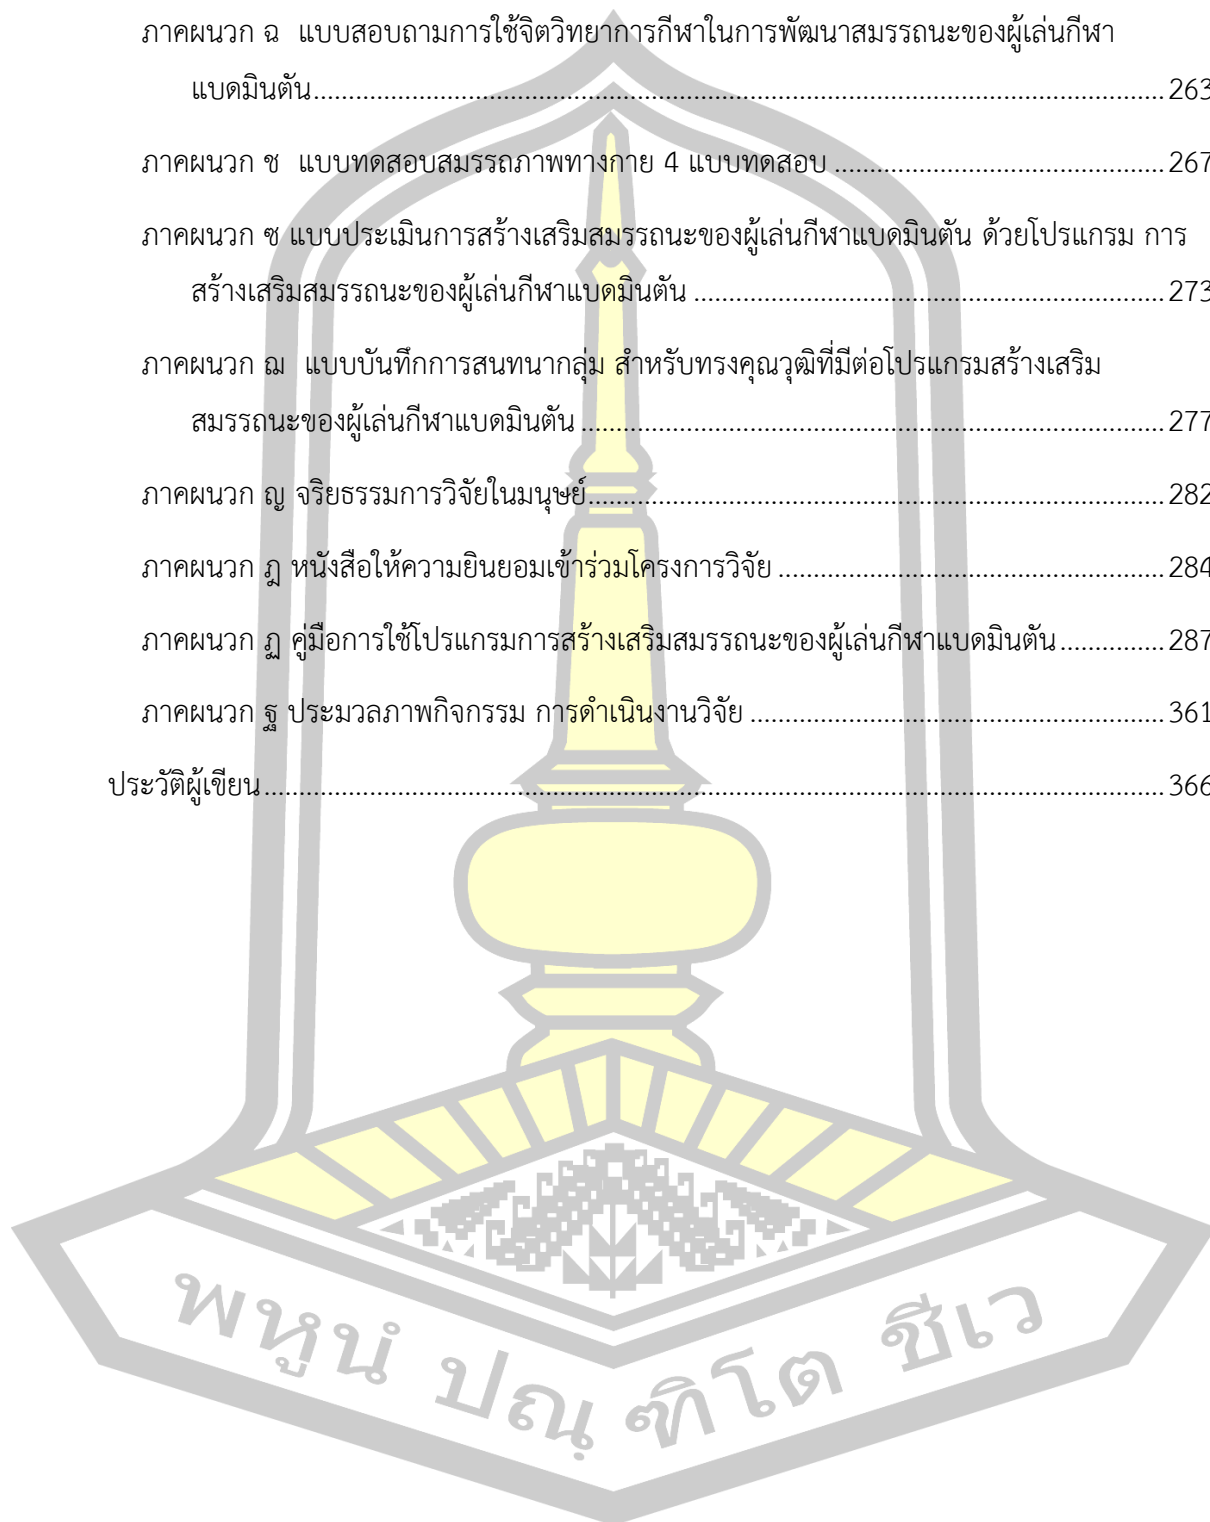 ภาคผนวก ฉ แบบสอบถามการใช้จิตวิทยาการกีฬาในการพัฒนาสมรรถนะของผู้เล่นกีฬา
แบดมินตัน.......................................................................................................... 263
ภาคผนวก ช แบบทดสอบสมรรถภาพทางกาย 4 แบบทดสอบ ......................................... 267
ภาคผนวก ซ แบบประเมินการสร้างเสริมสมรรถนะของผู้เล่นกีฬาแบดมินตัน ด้วยโปรแกรม การ
สร้างเสริมสมรรถนะของผู้เล่นกีฬาแบดมินตัน .......................................................... 273
ภาคผนวก ฌ แบบบันทึกการสนทนากลุ่ม สำหรับทรงคุณวุฒิที่มีต่อโปรแกรมสร้างเสริม
สมรรถนะของผู้เล่นกีฬาแบดมินตัน ........................................................................ 277
ภาคผนวก ญ จริยธรรมการวิจัยในมนุษย์........................................................................ 282
ภาคผนวก ฎ หนังสือให้ความยินยอมเข้าร่วมโครงการวิจัย ................................................ 284
ภาคผนวก ฏ คู่มือการใช้โปรแกรมการสร้างเสริมสมรรถนะของผู้เล่นกีฬาแบดมินตัน ............. 287
ภาคผนวก ฐ ประมวลภาพกิจกรรม การดำเนินงานวิจัย .................................................... 361
ประวัติผู้เขียน ................................................................................................................ 366
พหูนํ ปณฺฑิโต ชีเว